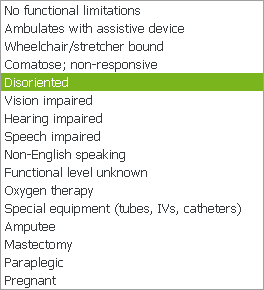 No functional limitations
Ambulates with assistive device
Wheelchair/stretcher bound
Comatose; non-responsive
Disoriented
Vision impaired
Hearing impaired
Speech impaired
Non-English speaking
Functional level unknown
Oxygen therapy
Special equipment (tubes, IVs, catheters)
Amputee
Mastectomy
Paraplegic
Pregnant